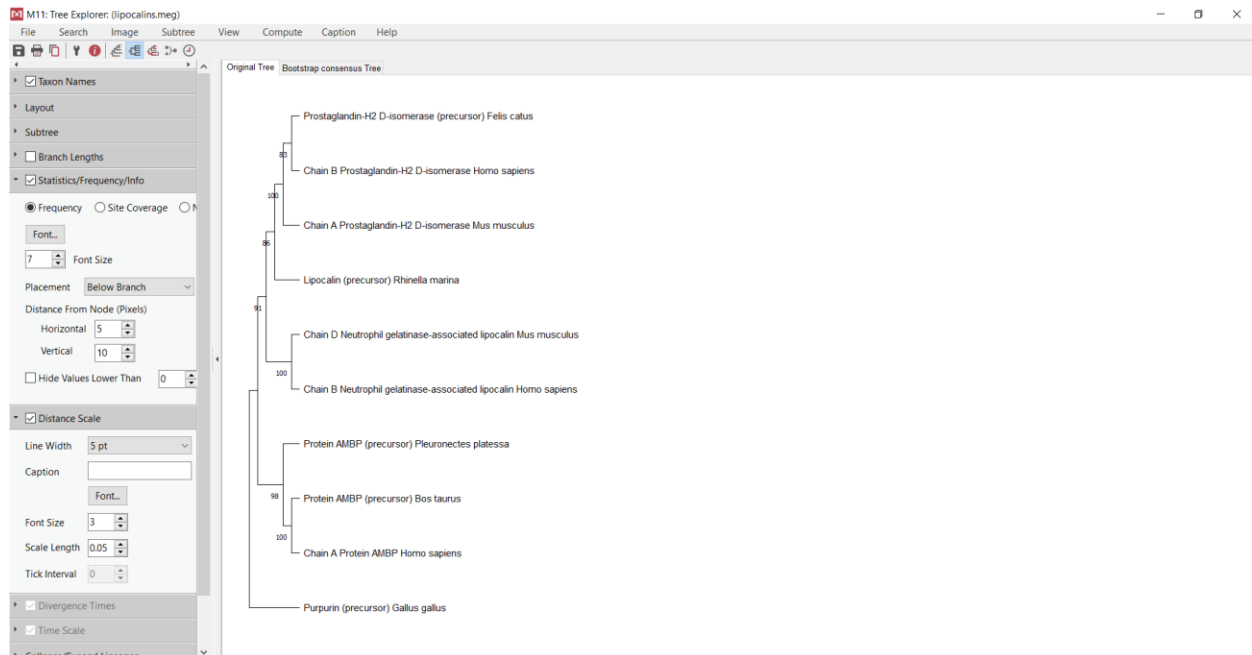 M11: Tree Explorer: (lipocalins.meg)
File Search Image Subtree View Compute Caption Help
Taxon Names
Layout
Subtree
Branch Lengths
Statistics/Frequency/Info
Frequency Site Coverage N
Font...
7 Font Size
Placement Below Branch
Distance From Node (Pixels)
Horizontal 5
Vertical 10
Hide Values Lower Than 0
Distance Scale
Line Width 5 pt
Caption
Font...
Font Size 3
Scale Length 0.05
Tick Interval 0
Divergence Times
Time Scale
Original Tree Bootstrap consensus Tree
Prostaglandin-H2 D-isomerase (precursor) Felis catus
83
Chain B Prostaglandin-H2 D-isomerase Homo sapiens
100
Chain A Prostaglandin-H2 D-isomerase Mus musculus
86
Lipocalin (precursor) Rhinella marina
91
Chain D Neutrophil gelatinase-associated lipocalin Mus musculus
100
Chain B Neutrophil gelatinase-associated lipocalin Homo sapiens
Protein AMBP (precursor) Pleuronectes platessa
98
Protein AMBP (precursor) Bos taurus
100
Chain A Protein AMBP Homo sapiens
Purpurin (precursor) Gallus gallus